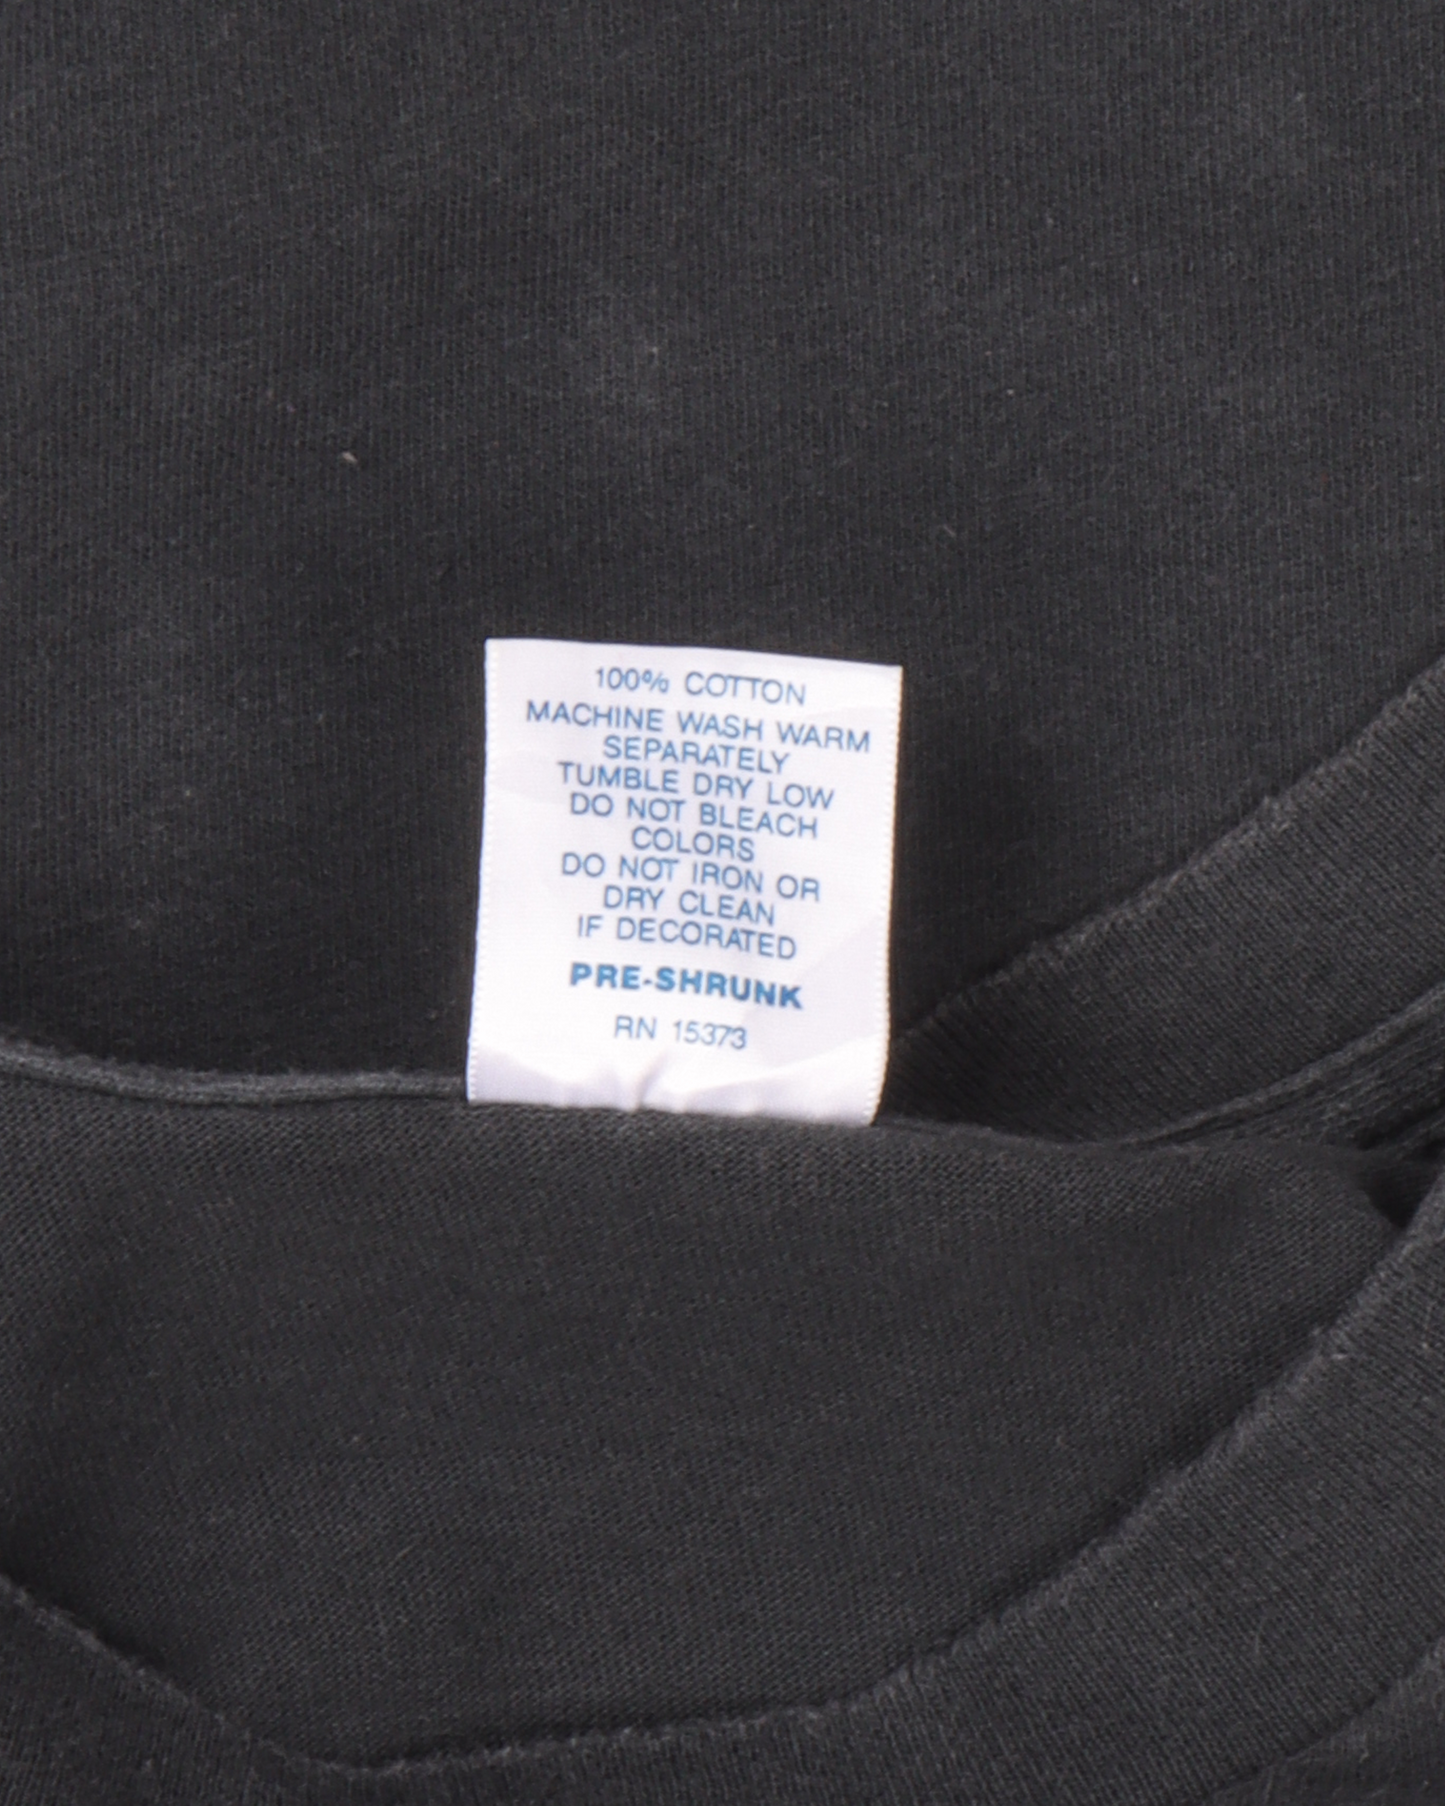 100% COTTON
MACHINE WASH WARM
SEPARATELY
TUMBLE DRY LOW
DO NOT BLEACH
COLORS
DO NOT IRON OR
DRY CLEAN
IF DECORATED
PRE-SHRUNK
RN 15373